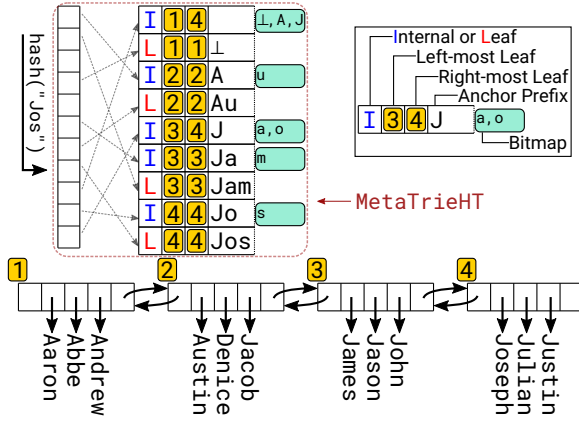 hash("Jos")
I 1 4 ⊥,A,J
L 1 1 ⊥
I 2 2 A u
L 2 2 Au
I 3 4 J a,o
I 3 3 Ja m
L 3 3 Jam
I 4 4 Jo s
L 4 4 Jos
Internal or Leaf
Left-most Leaf
Right-most Leaf
Anchor Prefix
I 3 4 J a,o
Bitmap
MetaTrieHT
1 2 3 4
Aaron
Abbe
Andrew
Austin
Denice
Jacob
James
Jason
John
Joseph
Julian
Justin